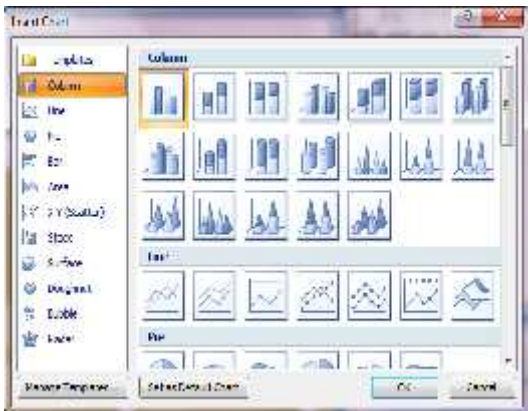 Insert Chart
Templates
Column
Line
Pie
Bar
Area
X Y (Scatter)
Stock
Surface
Doughnut
Bubble
Radar
Column
Line
Pie
Manage Templates...
Set as Default Chart
OK
Cancel